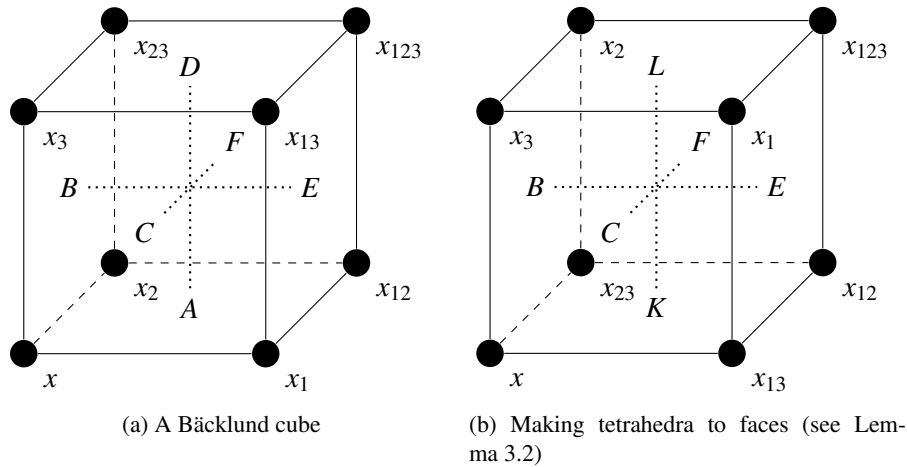 x₂₃ x₁₂₃ x₂ x₁₂₃
D L
x₃ x₁₃ x₃ x₁
F F
B E B E
C C
x₂ x₁₂ x₂₃ x₁₂
A K
x x₁ x x₁₃
(a) A Bäcklund cube
(b) Making tetrahedra to faces (see Lem-
ma 3.2)